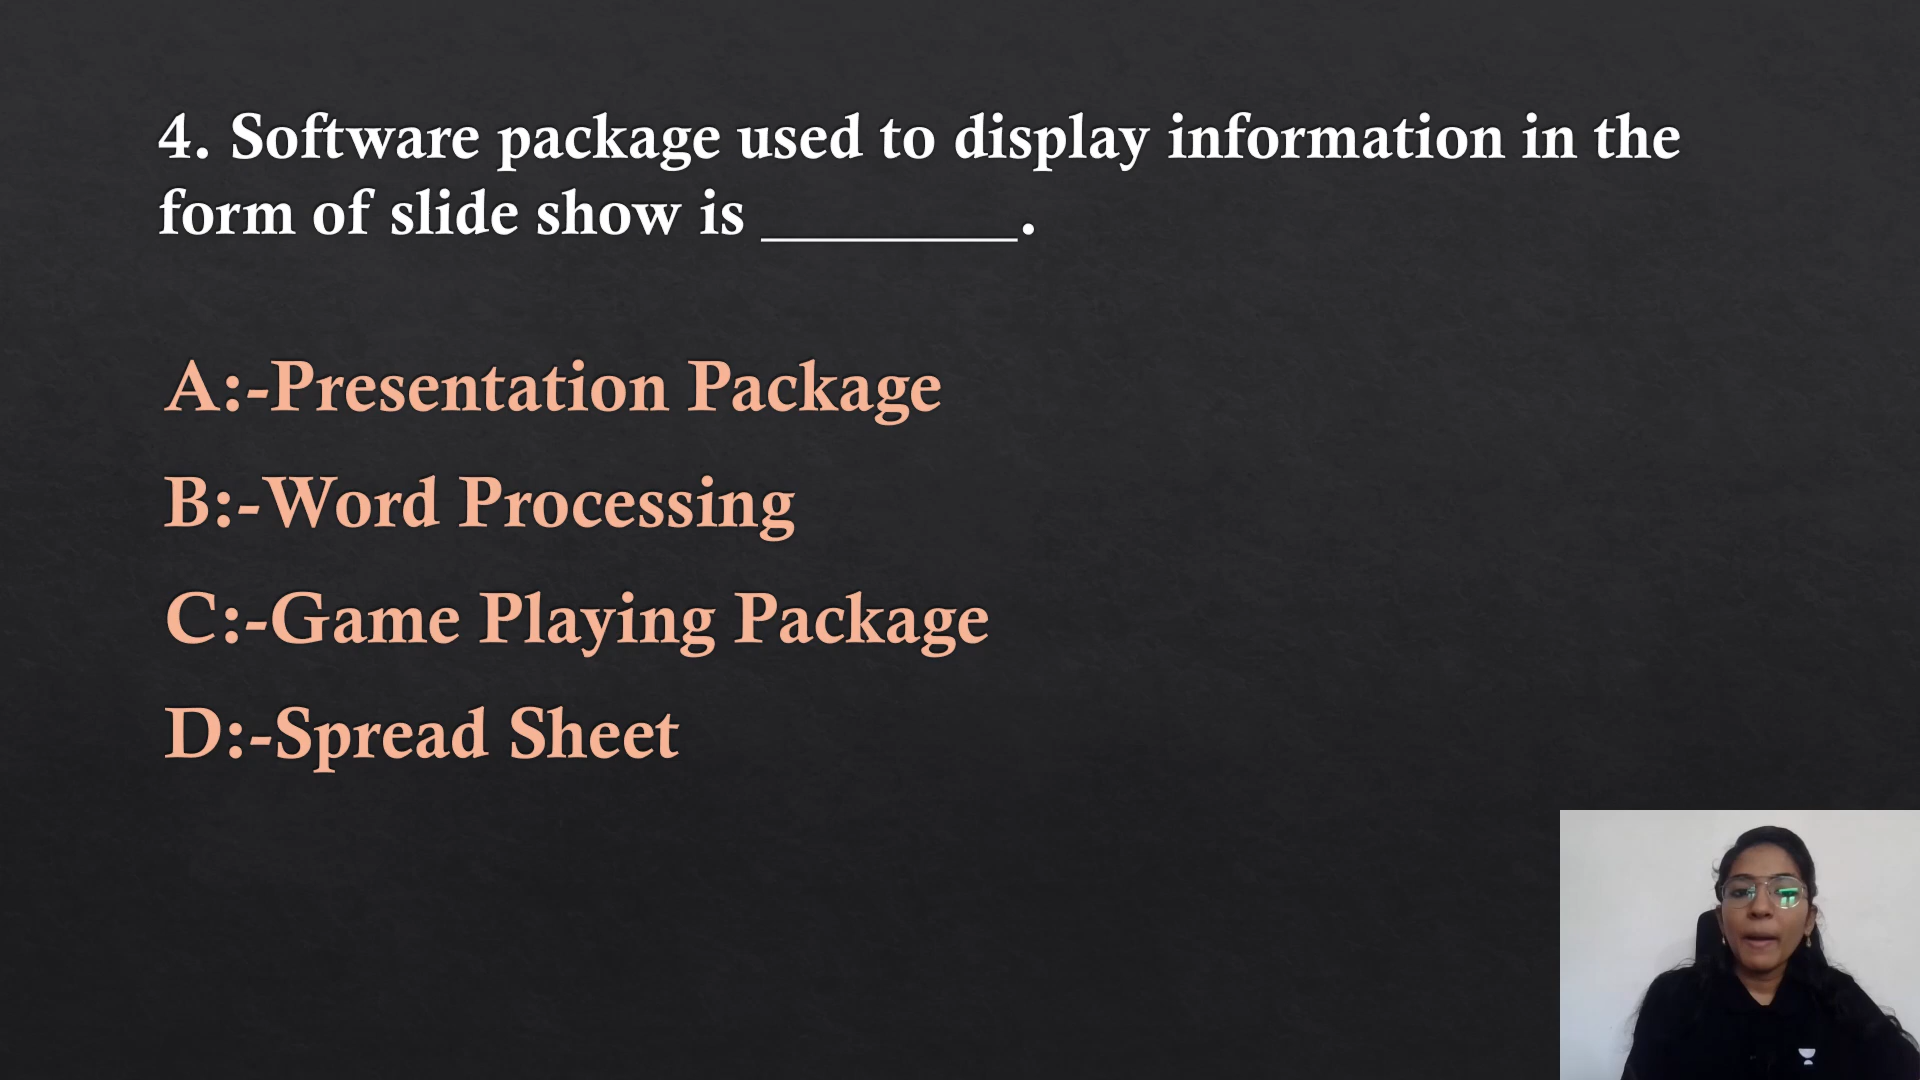 4. Software package used to display information in the
form of slide show is ________.
A:-Presentation Package
B:-Word Processing
C:-Game Playing Package
D:-Spread Sheet